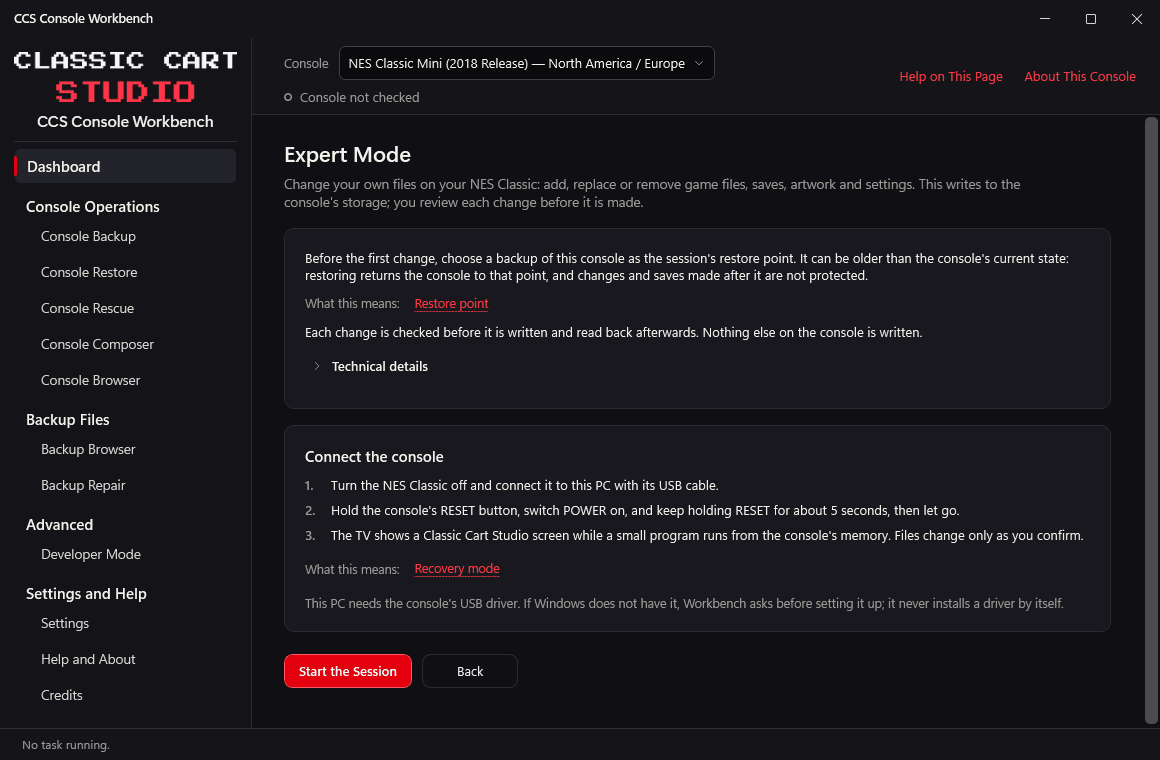 CCS Console Workbench
CLASSIC CART
STUDIO
CCS Console Workbench
Dashboard
Console Operations
Console Backup
Console Restore
Console Rescue
Console Composer
Console Browser
Backup Files
Backup Browser
Backup Repair
Advanced
Developer Mode
Settings and Help
Settings
Help and About
Credits
Console
NES Classic Mini (2018 Release) — North America / Europe
Console not checked
Help on This Page
About This Console
Expert Mode
Change your own files on your NES Classic: add, replace or remove game files, saves, artwork and settings. This writes to the
console's storage; you review each change before it is made.
Before the first change, choose a backup of this console as the session's restore point. It can be older than the console's current state:
restoring returns the console to that point, and changes and saves made after it are not protected.
What this means: Restore point
Each change is checked before it is written and read back afterwards. Nothing else on the console is written.
Technical details
Connect the console
1. Turn the NES Classic off and connect it to this PC with its USB cable.
2. Hold the console's RESET button, switch POWER on, and keep holding RESET for about 5 seconds, then let go.
3. The TV shows a Classic Cart Studio screen while a small program runs from the console's memory. Files change only as you confirm.
What this means: Recovery mode
This PC needs the console's USB driver. If Windows does not have it, Workbench asks before setting it up; it never installs a driver by itself.
Start the Session
Back
No task running.